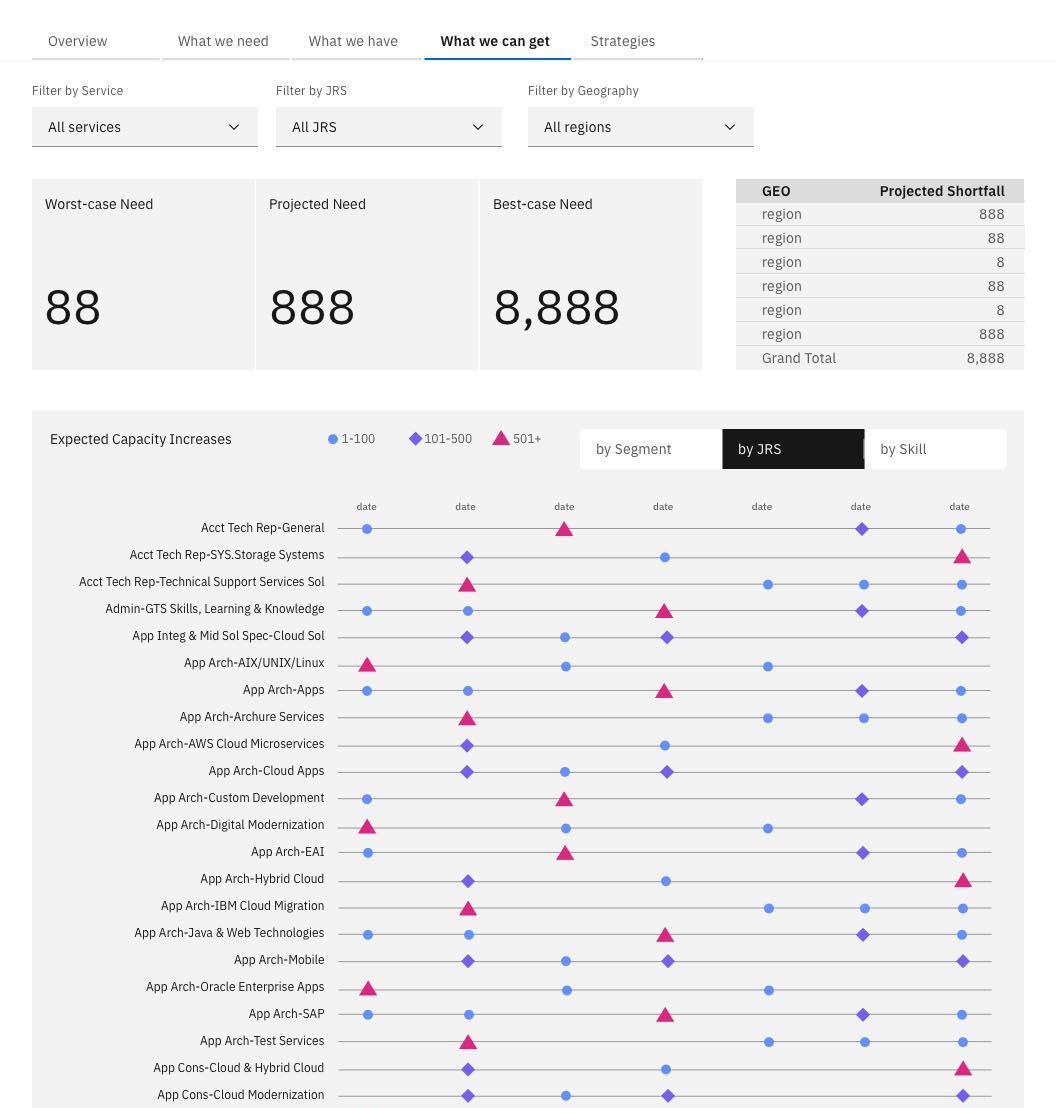 Overview What we need What we have What we can get Strategies
Filter by Service Filter by JRS Filter by Geography
All services All JRS All regions
Worst-case Need Projected Need Best-case Need
88 888 8,888
GEO Projected Shortfall
region 888
region 88
region 8
region 88
region 8
region 888
Grand Total 8,888
Expected Capacity Increases 1-100 101-500 501+ by Segment by JRS by Skill
date date date date date date date
Acct Tech Rep-General
Acct Tech Rep-SYS.Storage Systems
Acct Tech Rep-Technical Support Services Sol
Admin-GTS Skills, Learning & Knowledge
App Integ & Mid Sol Spec-Cloud Sol
App Arch-AIX/UNIX/Linux
App Arch-Apps
App Arch-Archure Services
App Arch-AWS Cloud Microservices
App Arch-Cloud Apps
App Arch-Custom Development
App Arch-Digital Modernization
App Arch-EAI
App Arch-Hybrid Cloud
App Arch-IBM Cloud Migration
App Arch-Java & Web Technologies
App Arch-Mobile
App Arch-Oracle Enterprise Apps
App Arch-SAP
App Arch-Test Services
App Cons-Cloud & Hybrid Cloud
App Cons-Cloud Modernization